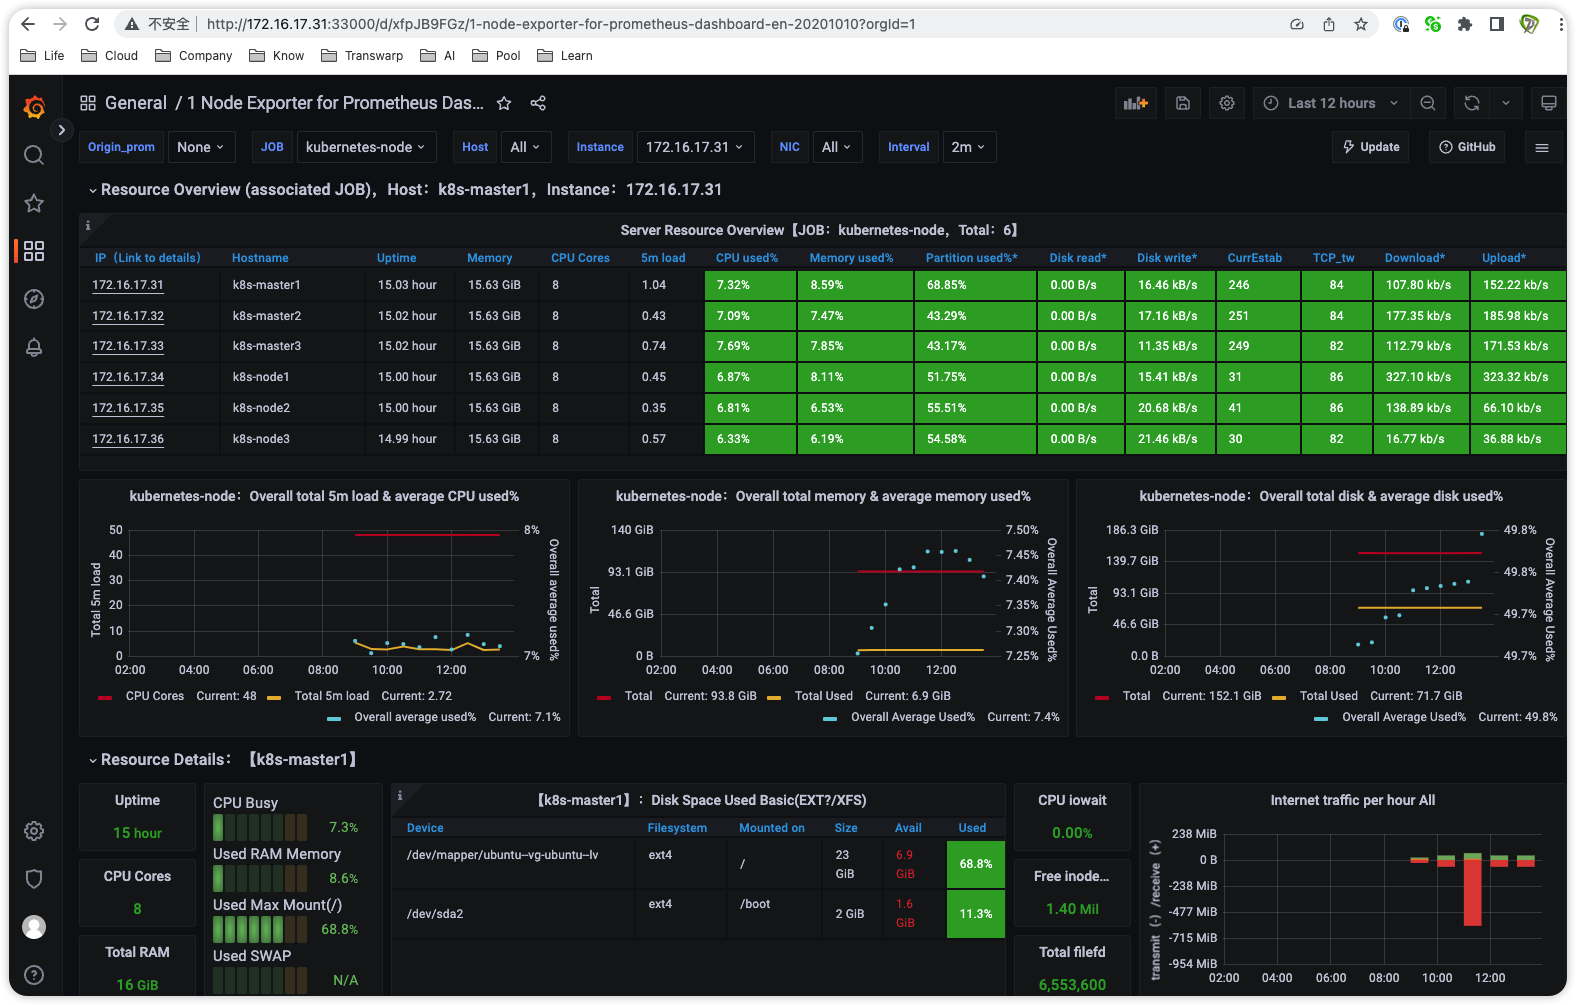 不安全 http://172.16.17.31:33000/d/xfpJB9FGz/1-node-exporter-for-prometheus-dashboard-en-20201010?orgId=1
Life Cloud Company Know Transwarp AI Pool Learn
General / 1 Node Exporter for Prometheus Das... Last 12 hours
Origin_prom None JOB kubernetes-node Host All Instance 172.16.17.31 NIC All Interval 2m Update GitHub
Resource Overview (associated JOB)，Host：k8s-master1，Instance：172.16.17.31
Server Resource Overview【JOB：kubernetes-node，Total：6】
IP（Link to details） Hostname Uptime Memory CPU Cores 5m load CPU used% Memory used% Partition used%* Disk read* Disk write* CurrEstab TCP_tw Download* Upload*
172.16.17.31 k8s-master1 15.03 hour 15.63 GiB 8 1.04 7.32% 8.59% 68.85% 0.00 B/s 16.46 kB/s 246 84 107.80 kb/s 152.22 kb/s
172.16.17.32 k8s-master2 15.02 hour 15.63 GiB 8 0.43 7.09% 7.47% 43.29% 0.00 B/s 17.16 kB/s 251 84 177.35 kb/s 185.98 kb/s
172.16.17.33 k8s-master3 15.02 hour 15.63 GiB 8 0.74 7.69% 7.85% 43.17% 0.00 B/s 11.35 kB/s 249 82 112.79 kb/s 171.53 kb/s
172.16.17.34 k8s-node1 15.00 hour 15.63 GiB 8 0.45 6.87% 8.11% 51.75% 0.00 B/s 15.41 kB/s 31 86 327.10 kb/s 323.32 kb/s
172.16.17.35 k8s-node2 15.00 hour 15.63 GiB 8 0.35 6.81% 6.53% 55.51% 0.00 B/s 20.68 kB/s 41 86 138.89 kb/s 66.10 kb/s
172.16.17.36 k8s-node3 14.99 hour 15.63 GiB 8 0.57 6.33% 6.19% 54.58% 0.00 B/s 21.46 kB/s 30 82 16.77 kb/s 36.88 kb/s
kubernetes-node：Overall total 5m load & average CPU used%
Total 5m load
50
40
30
20
10
0
8%
7%
Overall average used%
02:00 04:00 06:00 08:00 10:00 12:00
CPU Cores Current: 48 Total 5m load Current: 2.72
Overall average used% Current: 7.1%
kubernetes-node：Overall total memory & average memory used%
Total
140 GiB
93.1 GiB
46.6 GiB
0 B
7.50%
7.45%
7.40%
7.35%
7.30%
7.25%
Overall Average Used%
02:00 04:00 06:00 08:00 10:00 12:00
Total Current: 93.8 GiB Total Used Current: 6.9 GiB
Overall Average Used% Current: 7.4%
kubernetes-node：Overall total disk & average disk used%
Total
186.3 GiB
139.7 GiB
93.1 GiB
46.6 GiB
0.0 B
49.8%
49.8%
49.7%
49.7%
Overall Average Used%
02:00 04:00 06:00 08:00 10:00 12:00
Total Current: 152.1 GiB Total Used Current: 71.7 GiB
Overall Average Used% Current: 49.8%
Resource Details：【k8s-master1】
Uptime
15 hour
CPU Cores
8
Total RAM
16 GiB
CPU Busy
7.3%
Used RAM Memory
8.6%
Used Max Mount(/)
68.8%
Used SWAP
N/A
【k8s-master1】：Disk Space Used Basic(EXT?/XFS)
Device Filesystem Mounted on Size Avail Used
/dev/mapper/ubuntu--vg-ubuntu--lv ext4 / 23 GiB 6.9 GiB 68.8%
/dev/sda2 ext4 /boot 2 GiB 1.6 GiB 11.3%
CPU iowait
0.00%
Free inode...
1.40 Mil
Total filefd
6,553,600
Internet traffic per hour All
transmit (-) /receive (+)
238 MiB
0 B
-238 MiB
-477 MiB
-715 MiB
-954 MiB
02:00 04:00 06:00 08:00 10:00 12:00